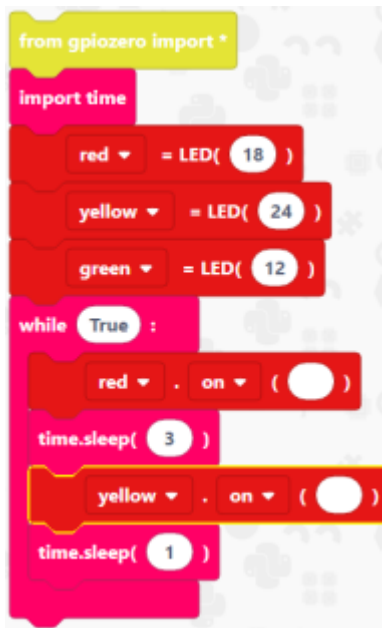 from gpiozero import *
import time
red = LED( 18 )
yellow = LED( 24 )
green = LED( 12 )
while True :
red . on ( )
time.sleep( 3 )
yellow . on ( )
time.sleep( 1 )